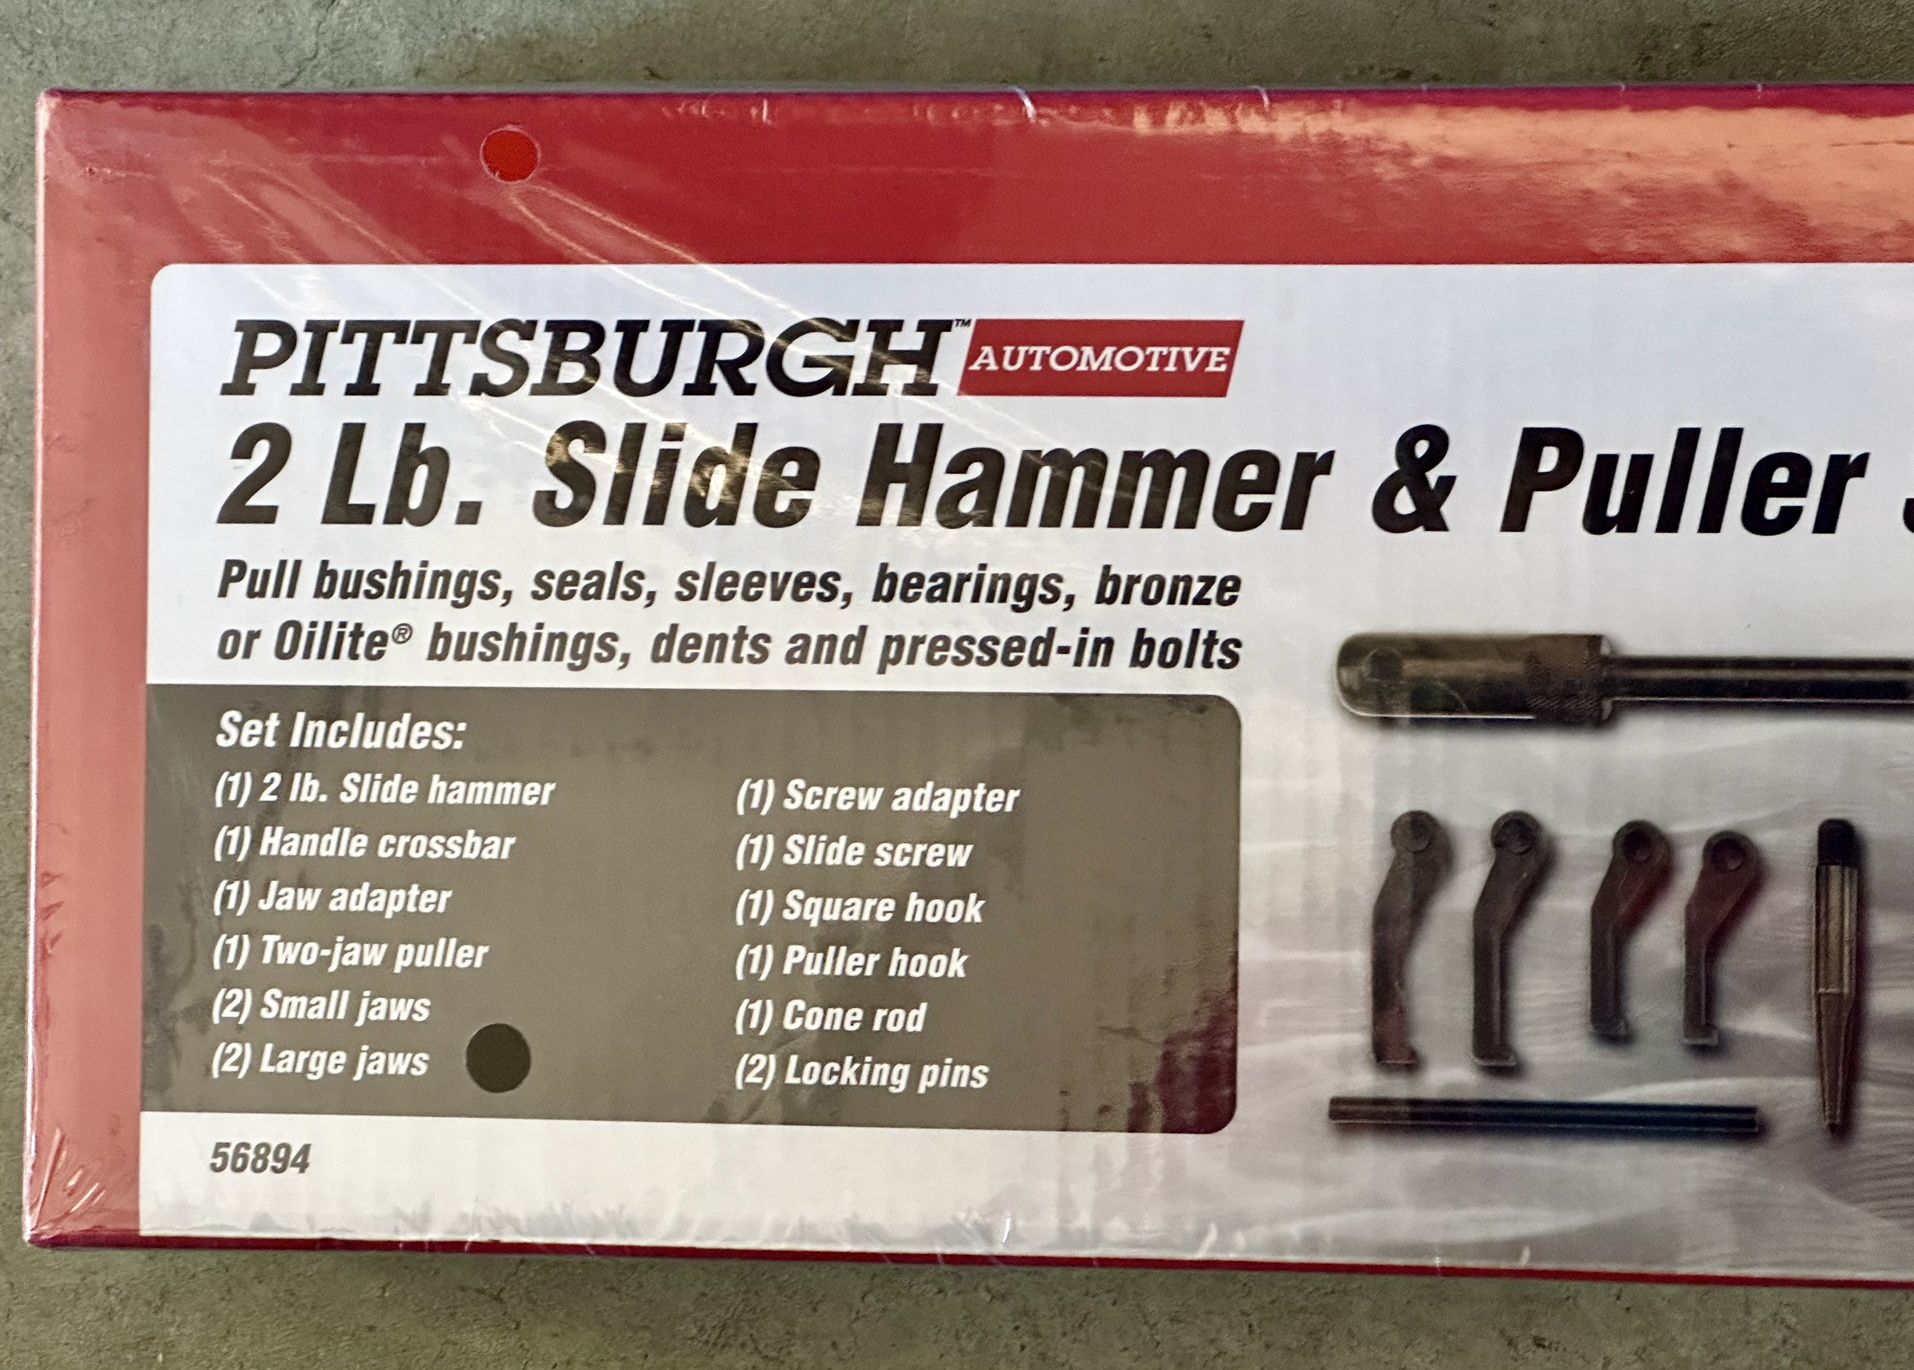 PITTSBURGH™ AUTOMOTIVE
2 Lb. Slide Hammer & Puller
Pull bushings, seals, sleeves, bearings, bronze
or Oilite® bushings, dents and pressed-in bolts
Set Includes:
(1) 2 lb. Slide hammer
(1) Handle crossbar
(1) Jaw adapter
(1) Two-jaw puller
(2) Small jaws
(2) Large jaws
(1) Screw adapter
(1) Slide screw
(1) Square hook
(1) Puller hook
(1) Cone rod
(2) Locking pins
56894